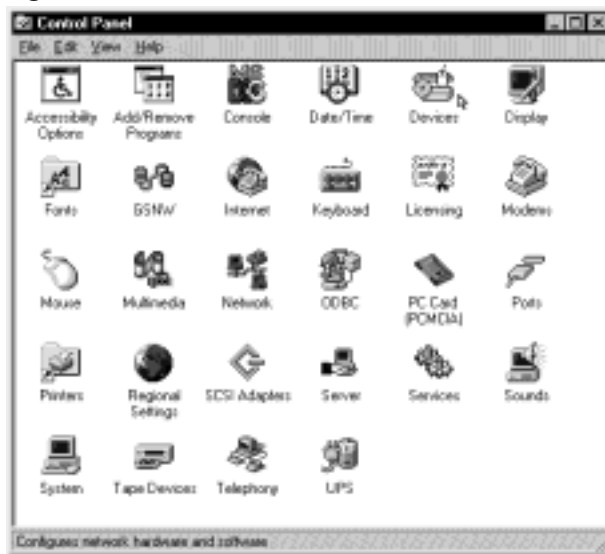 Control Panel
File Edit View Help
Accessibility Options
Add/Remove Programs
Console
Date/Time
Devices
Display
Fonts
GSNW
Internet
Keyboard
Licensing
Modems
Mouse
Multimedia
Network
ODBC
PC Card (PCMCIA)
Ports
Printers
Regional Settings
SCSI Adapters
Server
Services
Sounds
System
Tape Devices
Telephony
UPS
Configures network hardware and software